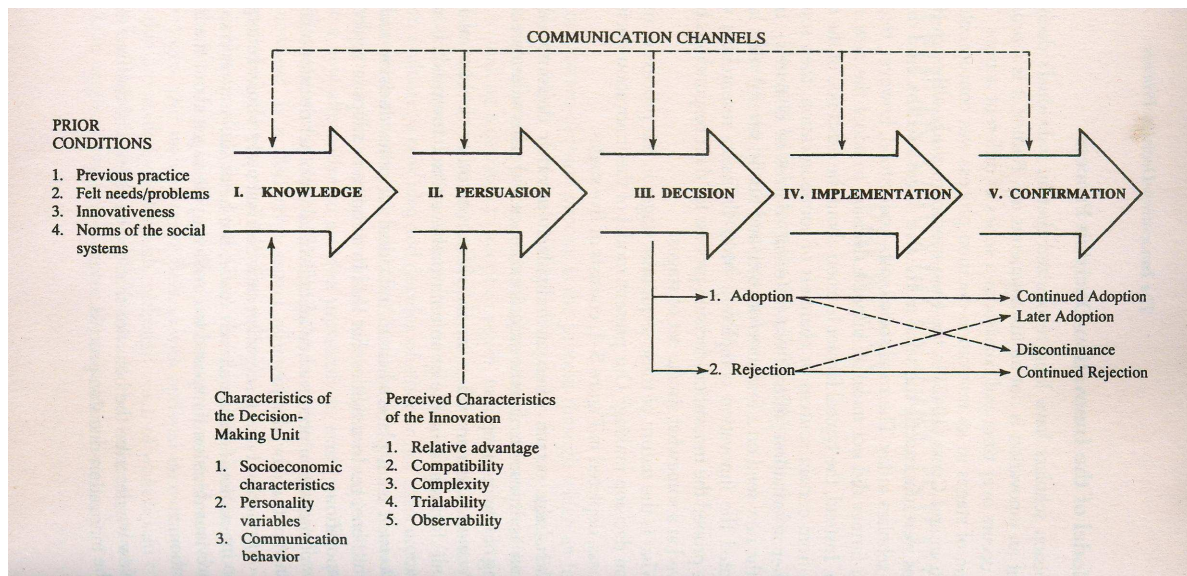 COMMUNICATION CHANNELS
PRIOR
CONDITIONS
1. Previous practice
2. Felt needs/problems
3. Innovativeness
4. Norms of the social
systems
I. KNOWLEDGE
II. PERSUASION
III. DECISION
IV. IMPLEMENTATION
V. CONFIRMATION
1. Adoption
2. Rejection
Continued Adoption
Later Adoption
Discontinuance
Continued Rejection
Characteristics of
the Decision-
Making Unit
1. Socioeconomic
characteristics
2. Personality
variables
3. Communication
behavior
Perceived Characteristics
of the Innovation
1. Relative advantage
2. Compatibility
3. Complexity
4. Trialability
5. Observability